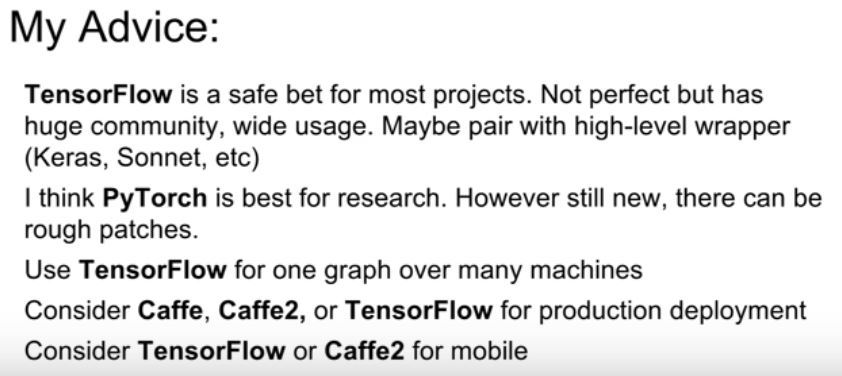 My Advice:
TensorFlow is a safe bet for most projects. Not perfect but has
huge community, wide usage. Maybe pair with high-level wrapper
(Keras, Sonnet, etc)
I think PyTorch is best for research. However still new, there can be
rough patches.
Use TensorFlow for one graph over many machines
Consider Caffe, Caffe2, or TensorFlow for production deployment
Consider TensorFlow or Caffe2 for mobile